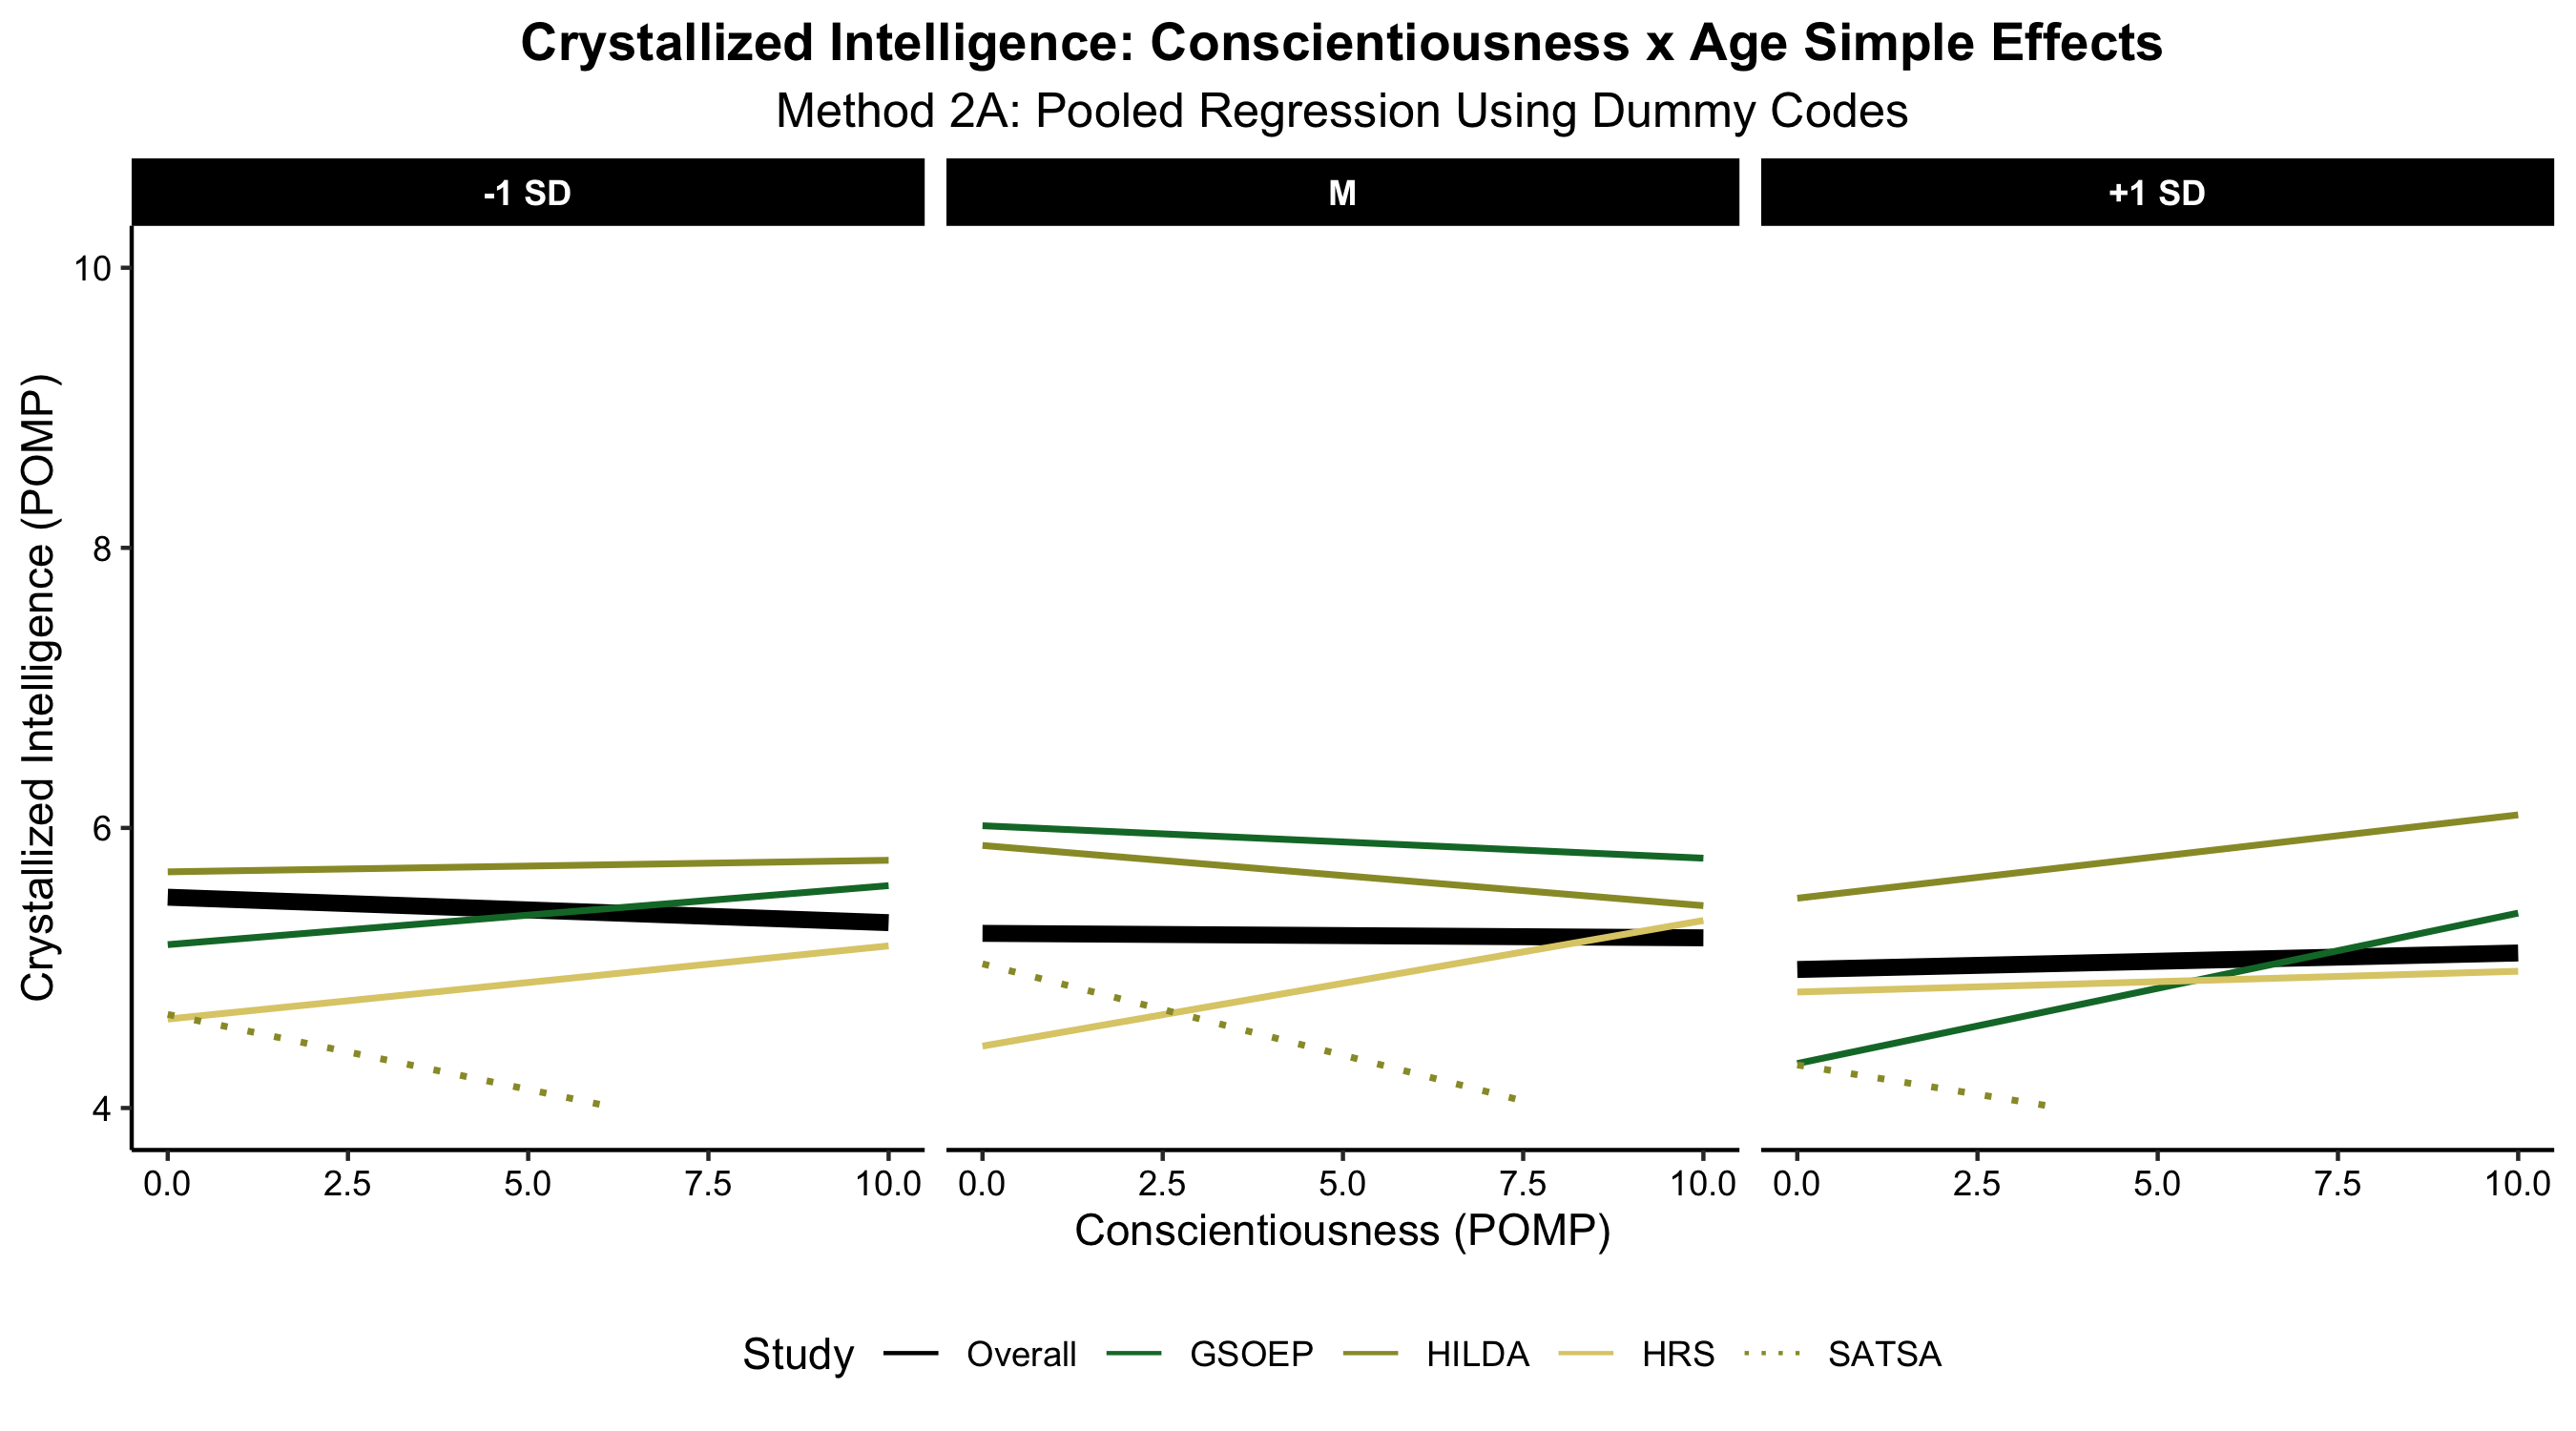 Crystallized Intelligence: Conscientiousness x Age Simple Effects
Method 2A: Pooled Regression Using Dummy Codes
-1 SD
M
+1 SD
Crystallized Intelligence (POMP)
10
8
6
4
0.0 2.5 5.0 7.5 10.0 0.0 2.5 5.0 7.5 10.0 0.0 2.5 5.0 7.5 10.0
Conscientiousness (POMP)
Study Overall GSOEP HILDA HRS SATSA